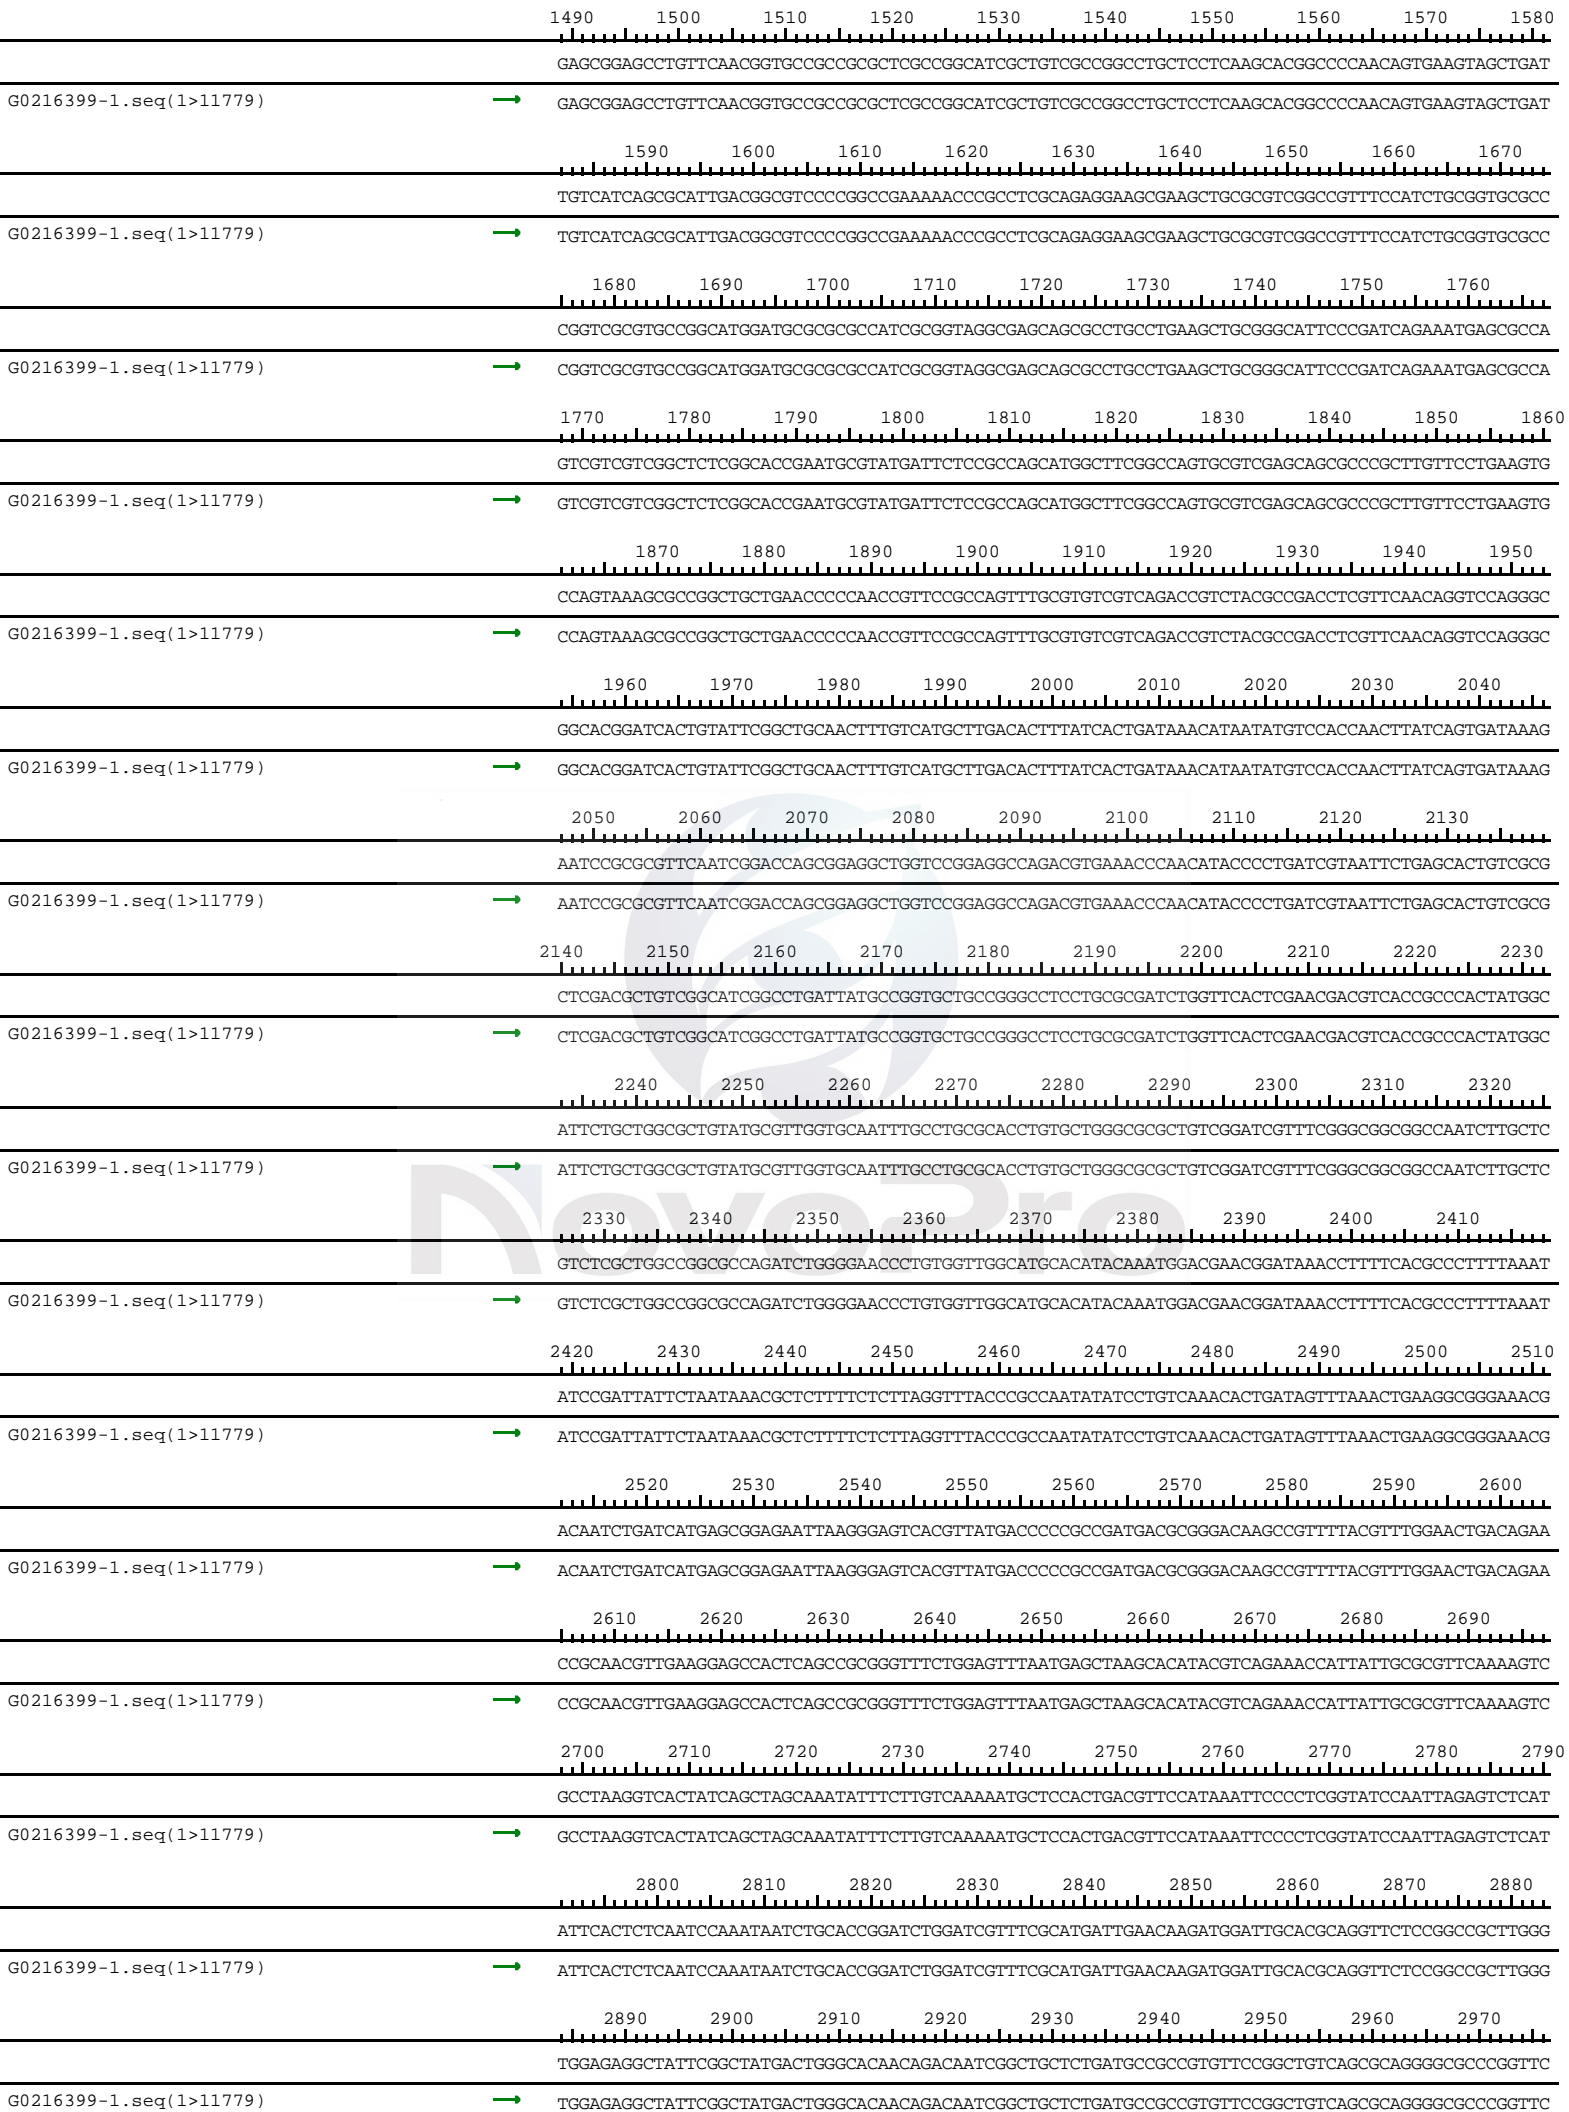 1490 1500 1510 1520 1530 1540 1550 1560 1570 1580
GAGCGGAGCCTGTTCAACGGTGCCGCCGCGCTCGCCGGCATCGCTGTCGCCGGCCTGCTCCTCAAGCACGGCCCCAACAGTGAAGTAGCTGAT
G0216399-1.seq(1>11779) GAGCGGAGCCTGTTCAACGGTGCCGCCGCGCTCGCCGGCATCGCTGTCGCCGGCCTGCTCCTCAAGCACGGCCCCAACAGTGAAGTAGCTGAT
1590 1600 1610 1620 1630 1640 1650 1660 1670
TGTCATCAGCGCATTGACGGCGTCCCCGGCCGAAAAACCCGCCTCGCAGAGGAAGCGAAGCTGCGCGTCGGCCGTTTCCATCTGCGGTGCGCC
G0216399-1.seq(1>11779) TGTCATCAGCGCATTGACGGCGTCCCCGGCCGAAAAACCCGCCTCGCAGAGGAAGCGAAGCTGCGCGTCGGCCGTTTCCATCTGCGGTGCGCC
1680 1690 1700 1710 1720 1730 1740 1750 1760
CGGTCGCGTGCCGGCATGGATGCGCGCGCCATCGCGGTAGGCGAGCAGCGCCTGCCTGAAGCTGCGGGCATTCCCGATCAGAAATGAGCGCCA
G0216399-1.seq(1>11779) CGGTCGCGTGCCGGCATGGATGCGCGCGCCATCGCGGTAGGCGAGCAGCGCCTGCCTGAAGCTGCGGGCATTCCCGATCAGAAATGAGCGCCA
1770 1780 1790 1800 1810 1820 1830 1840 1850 1860
GTCGTCGTCGGCTCTCGGCACCGAATGCGTATGATTCTCCGCCAGCATGGCTTCGGCCAGTGCGTCGAGCAGCGCCCGCTTGTTCCTGAAGTG
G0216399-1.seq(1>11779) GTCGTCGTCGGCTCTCGGCACCGAATGCGTATGATTCTCCGCCAGCATGGCTTCGGCCAGTGCGTCGAGCAGCGCCCGCTTGTTCCTGAAGTG
1870 1880 1890 1900 1910 1920 1930 1940 1950
CCAGTAAAGCGCCGGCTGCTGAACCCCCAACCGTTCCGCCAGTTTGCGTGTCGTCAGACCGTCTACGCCGACCTCGTTCAACAGGTCCAGGGC
G0216399-1.seq(1>11779) CCAGTAAAGCGCCGGCTGCTGAACCCCCAACCGTTCCGCCAGTTTGCGTGTCGTCAGACCGTCTACGCCGACCTCGTTCAACAGGTCCAGGGC
1960 1970 1980 1990 2000 2010 2020 2030 2040
GGCACGGATCACTGTATTCGGCTGCAACTTTGTCATGCTTGACACTTTATCACTGATAAACATAATATGTCCACCAACTTATCAGTGATAAAG
G0216399-1.seq(1>11779) GGCACGGATCACTGTATTCGGCTGCAACTTTGTCATGCTTGACACTTTATCACTGATAAACATAATATGTCCACCAACTTATCAGTGATAAAG
2050 2060 2070 2080 2090 2100 2110 2120 2130
AATCCGCGCGTTCAATCGGACCAGCGGAGGCTGGTCCGGAGGCCAGACGTGAAACCCAACATACCCCTGATCGTAATTCTGAGCACTGTCGCG
G0216399-1.seq(1>11779) AATCCGCGCGTTCAATCGGACCAGCGGAGGCTGGTCCGGAGGCCAGACGTGAAACCCAACATACCCCTGATCGTAATTCTGAGCACTGTCGCG
2140 2150 2160 2170 2180 2190 2200 2210 2220 2230
CTCGACGCTGTCGGCATCGGCCTGATTATGCCGGTGCTGCCGGGCCTCCTGCGCGATCTGGTTCACTCGAACGACGTCACCGCCCACTATGGC
G0216399-1.seq(1>11779) CTCGACGCTGTCGGCATCGGCCTGATTATGCCGGTGCTGCCGGGCCTCCTGCGCGATCTGGTTCACTCGAACGACGTCACCGCCCACTATGGC
2240 2250 2260 2270 2280 2290 2300 2310 2320
ATTCTGCTGGCGCTGTATGCGTTGGTGCAATTTGCCTGCGCACCTGTGCTGGGCGCGCTGTCGGATCGTTTCGGGCGGCGGCCAATCTTGCTC
G0216399-1.seq(1>11779) ATTCTGCTGGCGCTGTATGCGTTGGTGCAATTTGCCTGCGCACCTGTGCTGGGCGCGCTGTCGGATCGTTTCGGGCGGCGGCCAATCTTGCTC
NovoPro
2330 2340 2350 2360 2370 2380 2390 2400 2410
GTCTCGCTGGCCGGCGCCAGATCTGGGGAACCCTGTGGTTGGCATGCACATACAAATGGACGAACGGATAAACCTTTTCACGCCCTTTTAAAT
G0216399-1.seq(1>11779) GTCTCGCTGGCCGGCGCCAGATCTGGGGAACCCTGTGGTTGGCATGCACATACAAATGGACGAACGGATAAACCTTTTCACGCCCTTTTAAAT
2420 2430 2440 2450 2460 2470 2480 2490 2500 2510
ATCCGATTATTCTAATAAACGCTCTTTTCTCTTAGGTTTACCCGCCAATATATCCTGTCAAACACTGATAGTTTAAACTGAAGGCGGGAAACG
G0216399-1.seq(1>11779) ATCCGATTATTCTAATAAACGCTCTTTTCTCTTAGGTTTACCCGCCAATATATCCTGTCAAACACTGATAGTTTAAACTGAAGGCGGGAAACG
2520 2530 2540 2550 2560 2570 2580 2590 2600
ACAATCTGATCATGAGCGGAGAATTAAGGGAGTCACGTTATGACCCCCGCCGATGACGCGGGACAAGCCGTTTTACGTTTGGAACTGACAGAA
G0216399-1.seq(1>11779) ACAATCTGATCATGAGCGGAGAATTAAGGGAGTCACGTTATGACCCCCGCCGATGACGCGGGACAAGCCGTTTTACGTTTGGAACTGACAGAA
2610 2620 2630 2640 2650 2660 2670 2680 2690
CCGCAACGTTGAAGGAGCCACTCAGCCGCGGGTTTCTGGAGTTTAATGAGCTAAGCACATACGTCAGAAACCATTATTGCGCGTTCAAAAGTC
G0216399-1.seq(1>11779) CCGCAACGTTGAAGGAGCCACTCAGCCGCGGGTTTCTGGAGTTTAATGAGCTAAGCACATACGTCAGAAACCATTATTGCGCGTTCAAAAGTC
2700 2710 2720 2730 2740 2750 2760 2770 2780 2790
GCCTAAGGTCACTATCAGCTAGCAAATATTTCTTGTCAAAAATGCTCCACTGACGTTCCATAAATTCCCCTCGGTATCCAATTAGAGTCTCAT
G0216399-1.seq(1>11779) GCCTAAGGTCACTATCAGCTAGCAAATATTTCTTGTCAAAAATGCTCCACTGACGTTCCATAAATTCCCCTCGGTATCCAATTAGAGTCTCAT
2800 2810 2820 2830 2840 2850 2860 2870 2880
ATTCACTCTCAATCCAAATAATCTGCACCGGATCTGGATCGTTTCGCATGATTGAACAAGATGGATTGCACGCAGGTTCTCCGGCCGCTTGGG
G0216399-1.seq(1>11779) ATTCACTCTCAATCCAAATAATCTGCACCGGATCTGGATCGTTTCGCATGATTGAACAAGATGGATTGCACGCAGGTTCTCCGGCCGCTTGGG
2890 2900 2910 2920 2930 2940 2950 2960 2970
TGGAGAGGCTATTCGGCTATGACTGGGCACAACAGACAATCGGCTGCTCTGATGCCGCCGTGTTCCGGCTGTCAGCGCAGGGGCGCCCGGTTC
G0216399-1.seq(1>11779) TGGAGAGGCTATTCGGCTATGACTGGGCACAACAGACAATCGGCTGCTCTGATGCCGCCGTGTTCCGGCTGTCAGCGCAGGGGCGCCCGGTTC